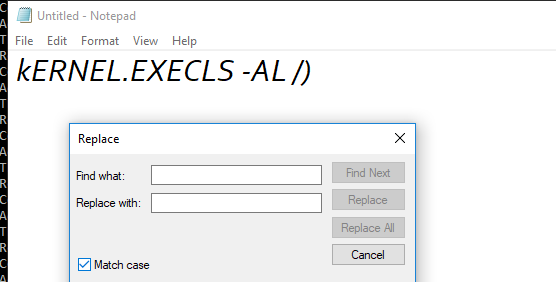 Untitled - Notepad
File Edit Format View Help
kERNEL.EXECLS -AL /)
Replace
Find what:
Find Next
Replace with:
Replace
Replace All
Cancel
Match case
C
A
T
R
C
A
T
R
C
A
T
R
C
A
T
R
C
A